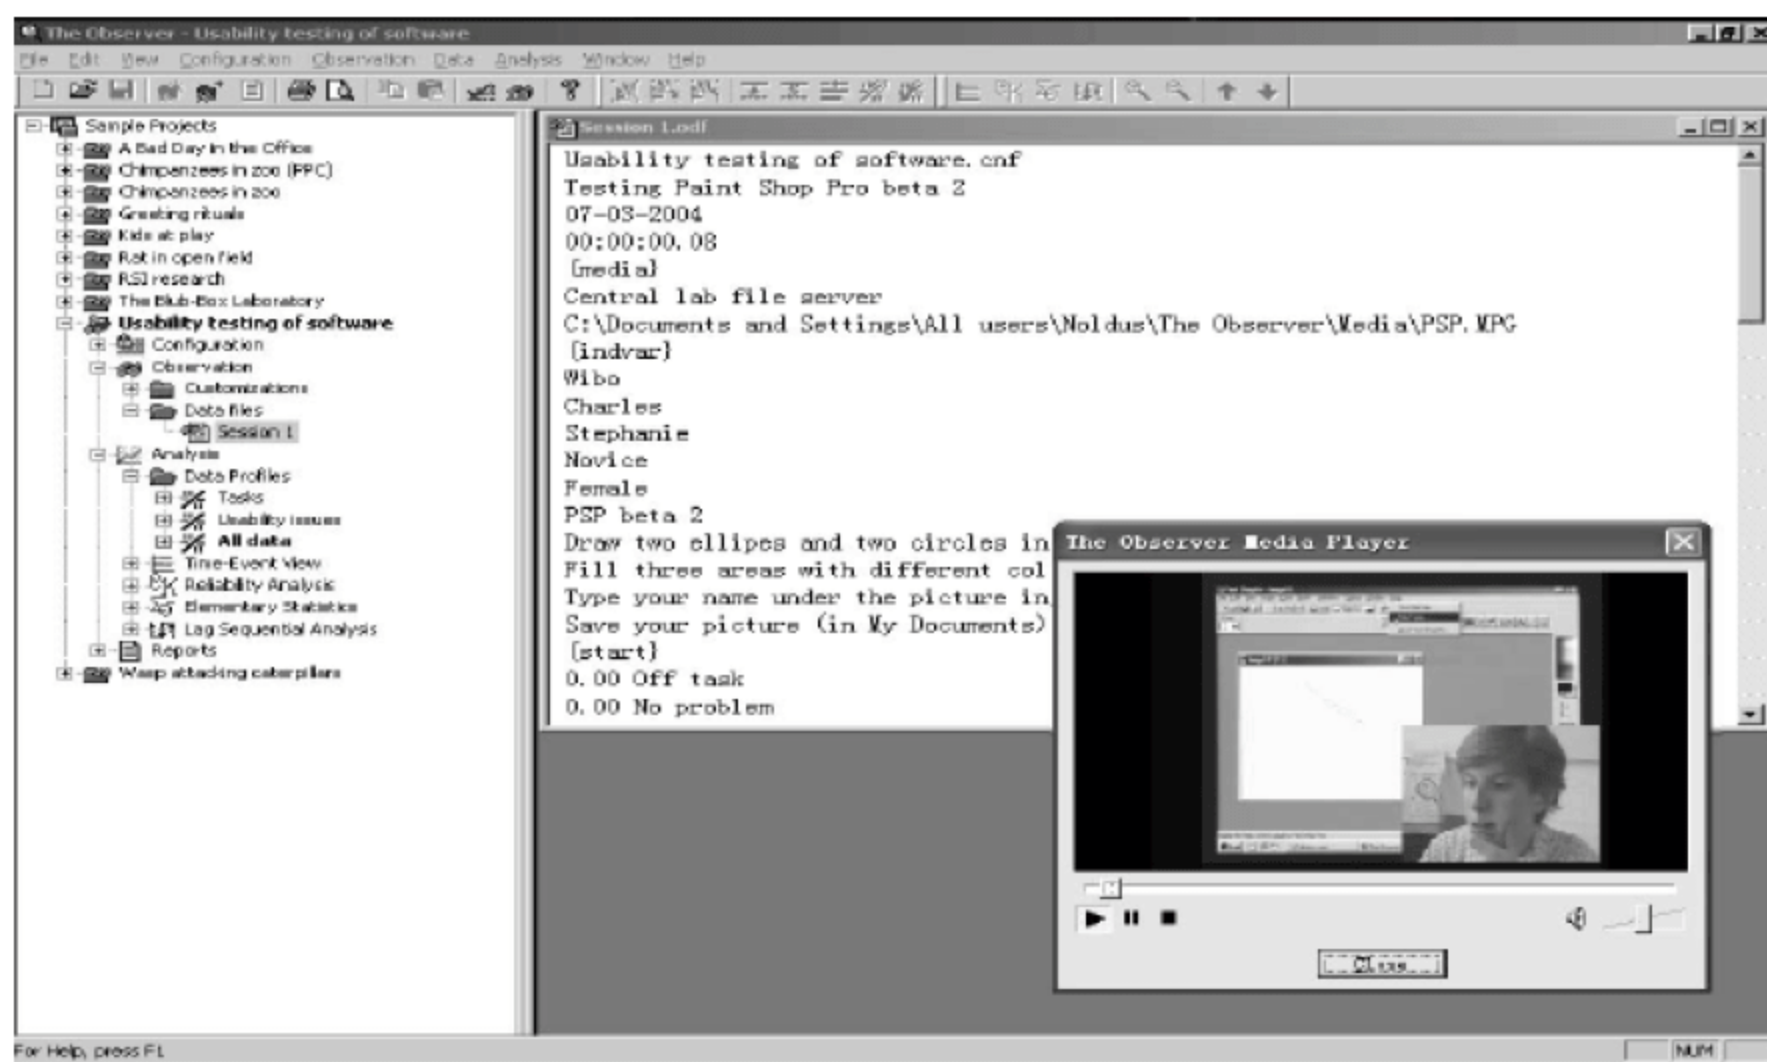 The Observer - Usability testing of software
File Edit View Configuration Observation Data Analysis Window Help
Sample Projects
A Bad Day in the Office
Chimpanzees in zoo (PPC)
Chimpanzees in zoo
Greeting rituals
Kids at play
Rat in open field
RSI research
The Blub-Box Laboratory
Usability testing of software
Configuration
Observation
Customizations
Data files
Session 1
Analysis
Data Profiles
Tasks
Usability issues
All data
Time-Event View
Reliability Analysis
Elementary Statistics
Lag Sequential Analysis
Reports
Wasp attacking caterpillars
Session 1.odf
Usability testing of software.cnf
Testing Paint Shop Pro beta 2
07-03-2004
00:00:00.08
{media}
Central lab file server
C:\Documents and Settings\All users\Noldus\The Observer\Media\PSP.MPG
{indvar}
Wibo
Charles
Stephanie
Novice
Female
PSP beta 2
Draw two ellipes and two circles in
Fill three areas with different col
Type your name under the picture in
Save your picture (in My Documents)
{start}
0.00 Off task
0.00 No problem
The Observer Media Player
Close
For Help, press F1
NUM